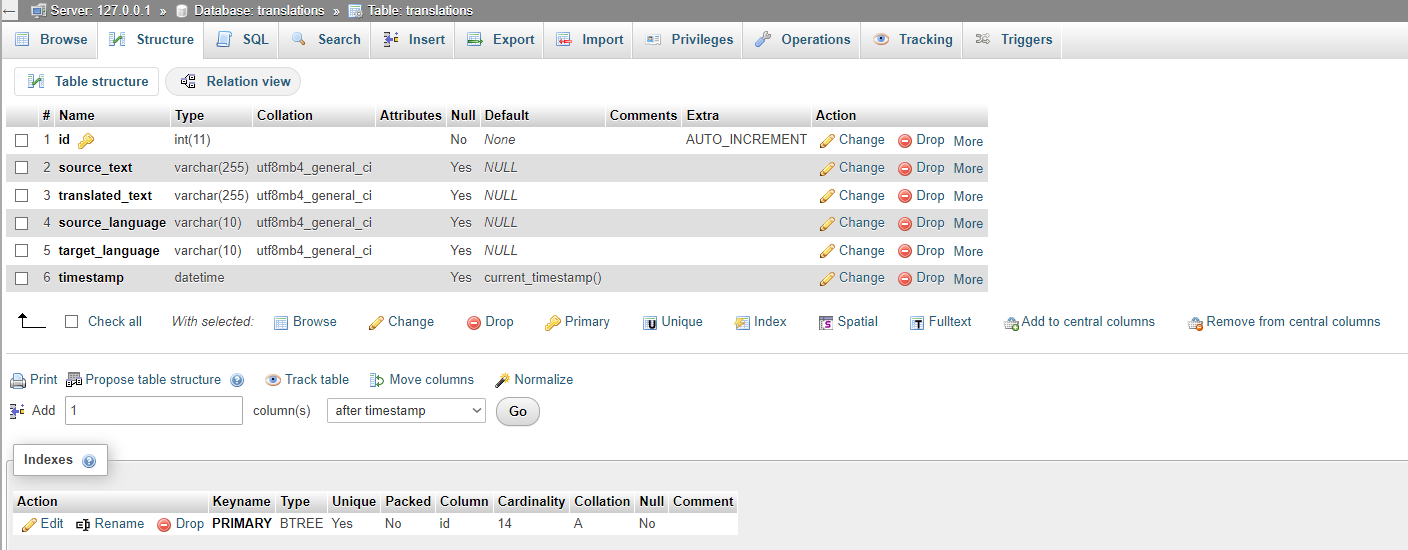 Server: 127.0.0.1 » Database: translations » Table: translations
Browse Structure SQL Search Insert Export Import Privileges Operations Tracking Triggers
Table structure Relation view
# Name Type Collation Attributes Null Default Comments Extra Action
1 id int(11) No None AUTO_INCREMENT Change Drop More
2 source_text varchar(255) utf8mb4_general_ci Yes NULL Change Drop More
3 translated_text varchar(255) utf8mb4_general_ci Yes NULL Change Drop More
4 source_language varchar(10) utf8mb4_general_ci Yes NULL Change Drop More
5 target_language varchar(10) utf8mb4_general_ci Yes NULL Change Drop More
6 timestamp datetime Yes current_timestamp() Change Drop More
Check all With selected: Browse Change Drop Primary Unique Index Spatial Fulltext Add to central columns Remove from central columns
Print Propose table structure Track table Move columns Normalize
Add 1 column(s) after timestamp Go
Indexes
Action Keyname Type Unique Packed Column Cardinality Collation Null Comment
Edit Rename Drop PRIMARY BTREE Yes No id 14 A No